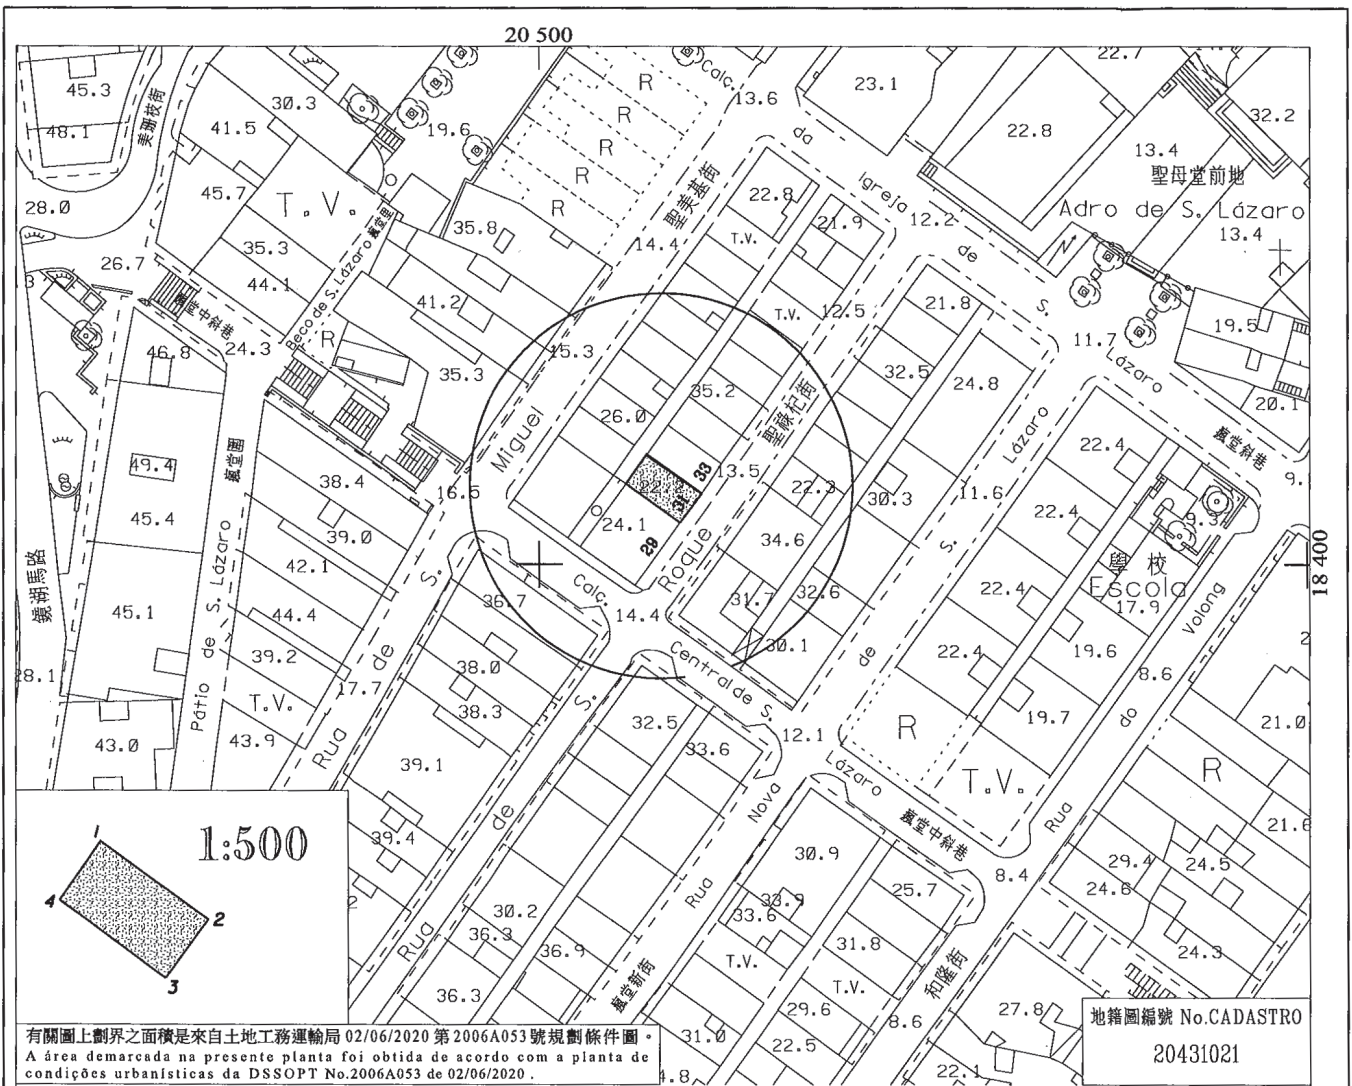 20 500
45.3
48.1
美珊枝街
30.3
41.5
45.7
19.6
T.V.
R
R
R
R
Calç.
13.6
da
Igreja
de
S.
Lázaro
23.1
22.7
22.8
32.2
13.4
聖母堂前地
Adro de S. Lázaro
13.4
28.0
26.7
35.3
44.1
Beco de S. Lázaro 瘋堂里
35.8
41.2
14.4
聖美基街
22.8
T.V.
21.9
12.2
T.V.
12.5
21.8
11.7
19.5
20.1
46.8
24.3
R
35.3
15.3
35.2
32.5
24.8
瘋堂斜巷
49.4
45.4
瘋堂圍
38.4
16.5
Miguel
26.0
聖祿杞街
13.5
33
31
29
22.3
30.3
11.6
Lázaro
22.4
22.4
39.0
24.1
Roque
34.6
鏡湖馬路
45.1
42.1
44.4
39.2
T.V.
43.9
Pátio de S. Lázaro
17.7
Rua de S.
36.7
Calç.
14.4
Central de S.
Lázaro
31.7
32.6
30.1
S.
de
22.4
22.4
學校
Escola
17.9
18 400
19.6
Volong
8.6
do
Rua
43.0
38.0
38.3
39.1
39.4
S.
de
Rua
32.5
33.6
12.1
19.7
R
T.V.
21.0
R
21.6
1:500
1
2
3
4
30.2
36.3
36.9
36.3
Nova
Rua
瘋堂新街
30.9
33.9
33.6
T.V.
31.0
瘋堂中斜巷
25.7
31.8
T.V.
29.6
22.5
8.4
和隆街
8.6
29.4
24.6
24.5
24.3
27.8
22.1
有關圖上劃界之面積是來自土地工務運輸局 02/06/2020 第 2006A053 號規劃條件圖。
A área demarcada na presente planta foi obtida de acordo com a planta de
condições urbanísticas da DSSOPT No.2006A053 de 02/06/2020 .
地籍圖編號 No.CADASTRO
20431021